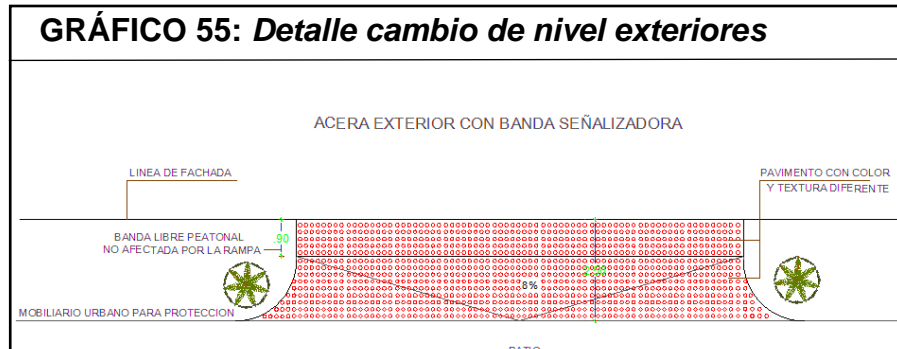 GRÁFICO 55: Detalle cambio de nivel exteriores
ACERA EXTERIOR CON BANDA SEÑALIZADORA
LINEA DE FACHADA
PAVIMENTO CON COLOR
Y TEXTURA DIFERENTE
.90
BANDA LIBRE PEATONAL
NO AFECTADA POR LA RAMPA
8%
MOBILIARIO URBANO PARA PROTECCION